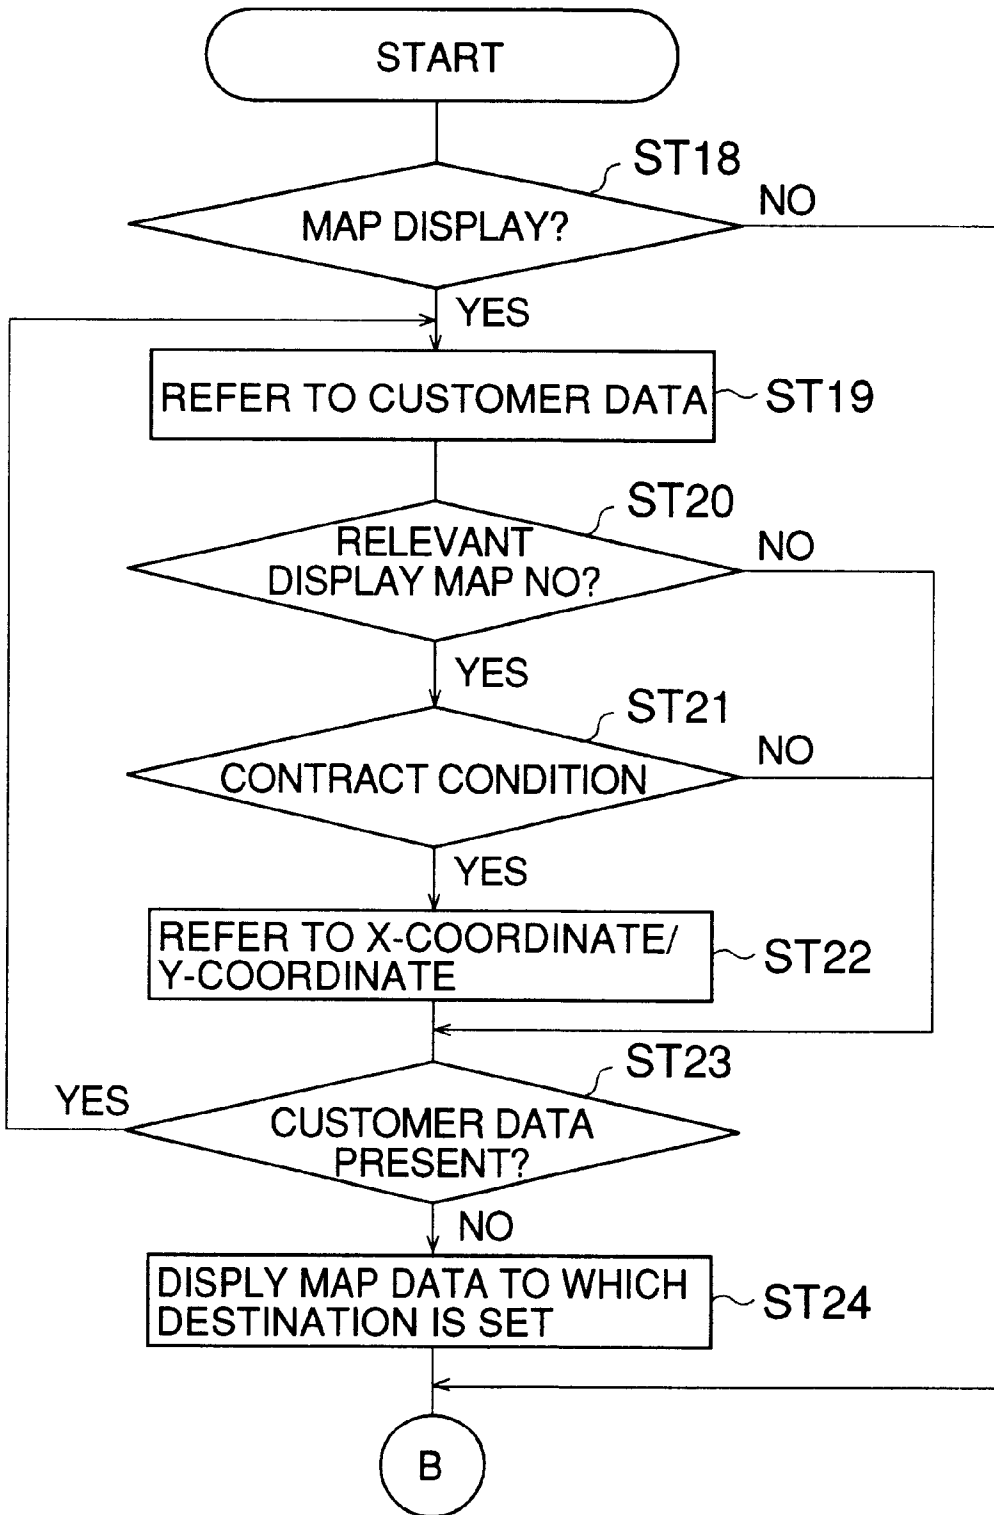 START
ST18
MAP DISPLAY?
NO
YES
REFER TO CUSTOMER DATA
ST19
ST20
RELEVANT
DISPLAY MAP NO?
NO
YES
ST21
CONTRACT CONDITION
NO
YES
REFER TO X-COORDINATE/
Y-COORDINATE
ST22
ST23
YES
CUSTOMER DATA
PRESENT?
NO
DISPLY MAP DATA TO WHICH
DESTINATION IS SET
ST24
B